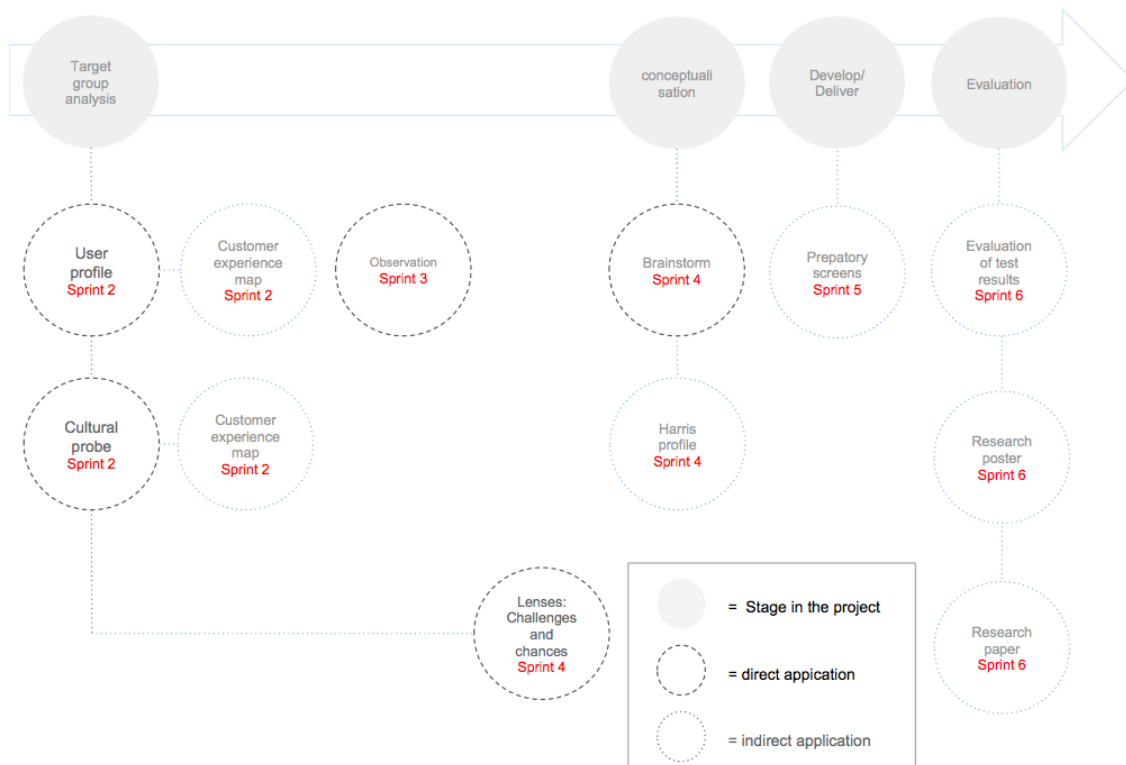 Target
group
analysis
conceptuali
sation
Develop/
Deliver
Evaluation
User
profile
Sprint 2
Customer
experience
map
Sprint 2
Observation
Sprint 3
Brainstorm
Sprint 4
Prepatory
screens
Sprint 5
Evaluation
of test
results
Sprint 6
Cultural
probe
Sprint 2
Customer
experience
map
Sprint 2
Harris
profile
Sprint 4
Research
poster
Sprint 6
Lenses:
Challenges
and
chances
Sprint 4
= Stage in the project
= direct appication
= indirect application
Research
paper
Sprint 6